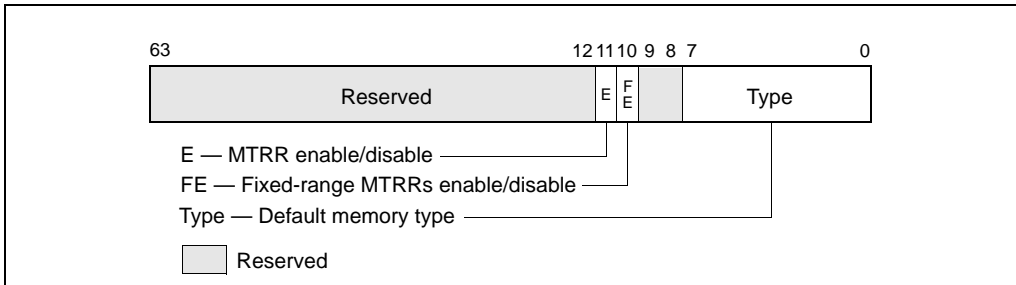 63 12 11 10 9 8 7 0
Reserved E FE Type
E — MTRR enable/disable
FE — Fixed-range MTRRs enable/disable
Type — Default memory type
Reserved